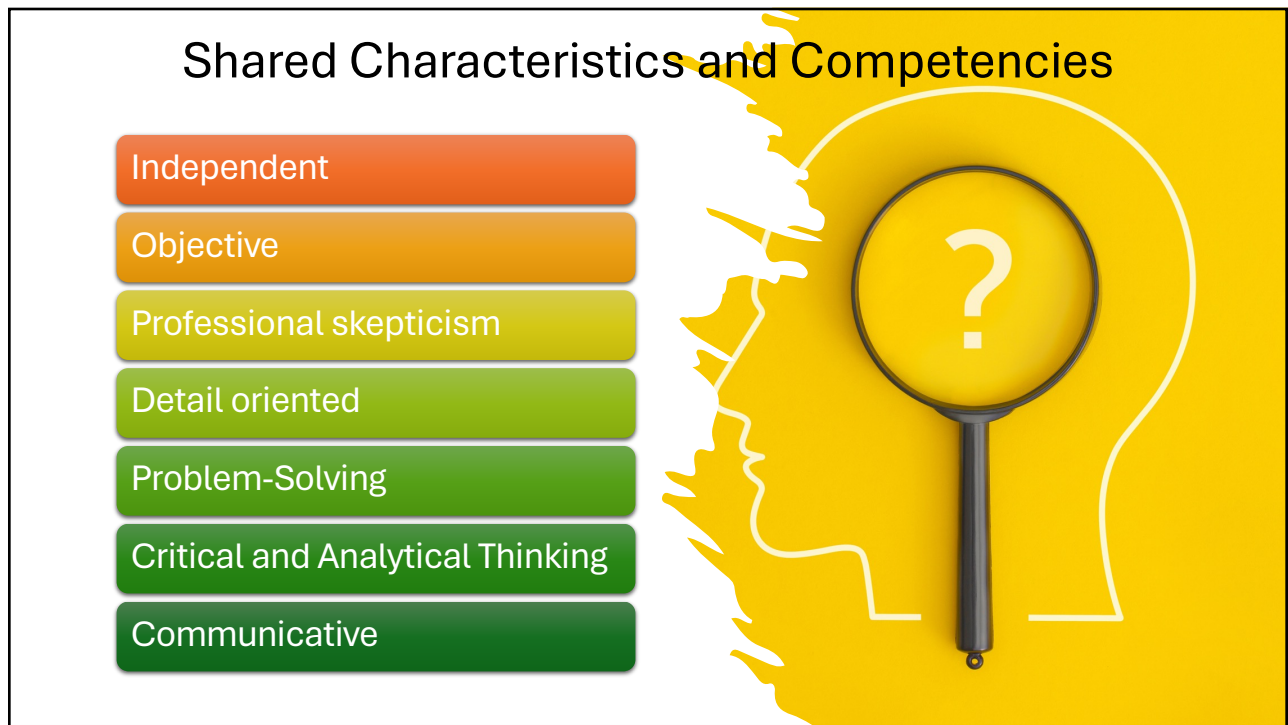 Shared Characteristics and Competencies
Independent
Objective
Professional skepticism
Detail oriented
Problem-Solving
Critical and Analytical Thinking
Communicative
?